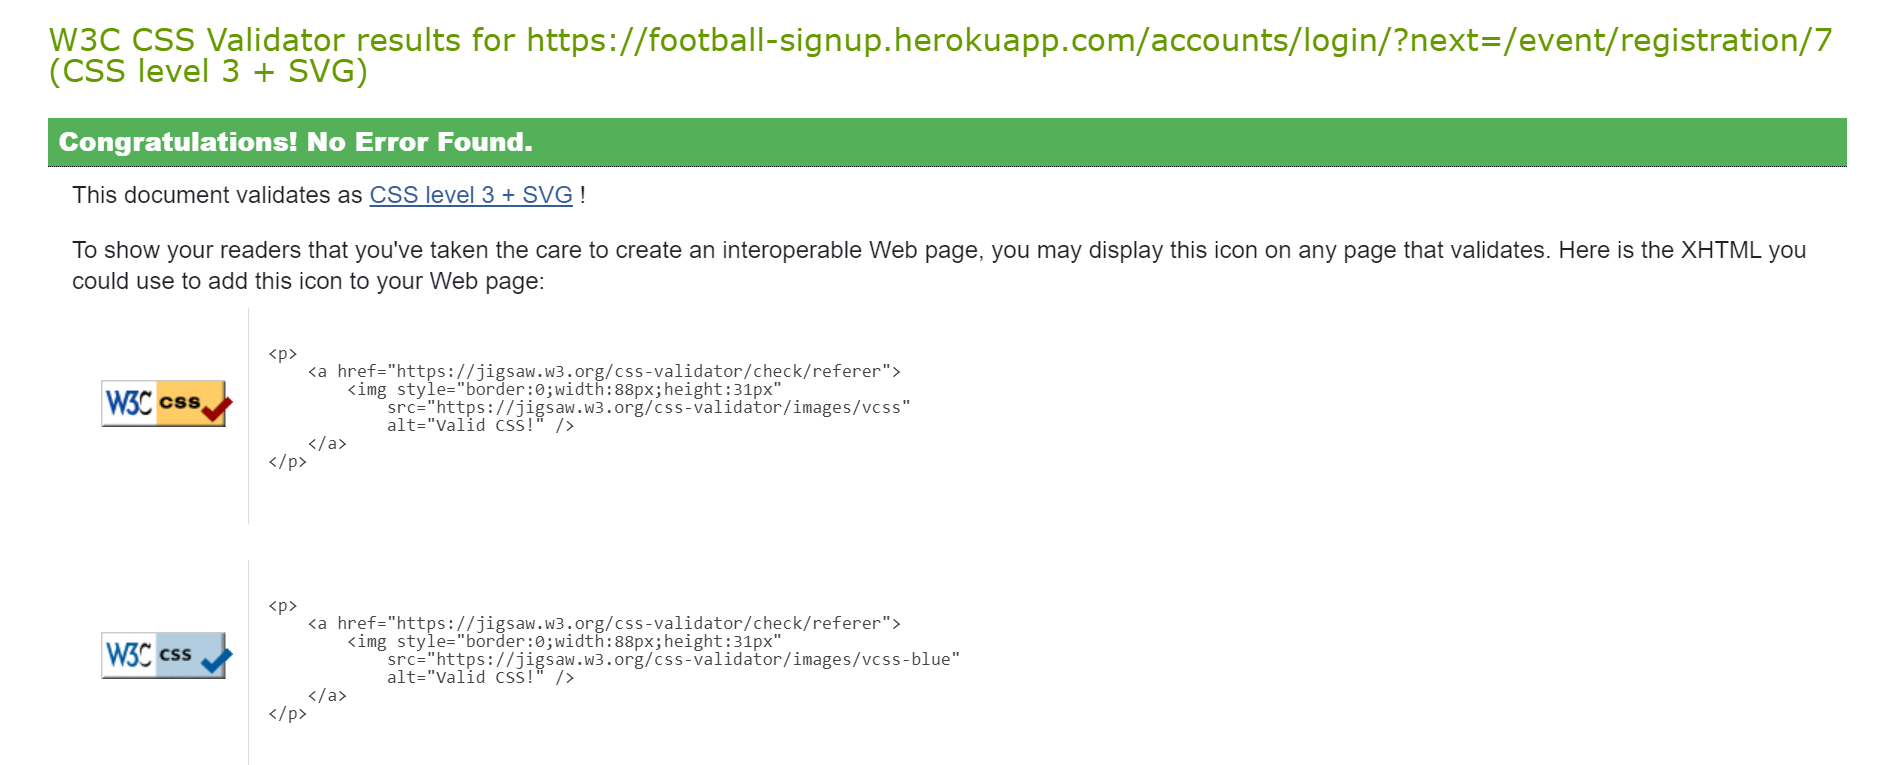 W3C CSS Validator results for https://football-signup.herokuapp.com/accounts/login/?next=/event/registration/7
(CSS level 3 + SVG)
Congratulations! No Error Found.
This document validates as CSS level 3 + SVG !
To show your readers that you've taken the care to create an interoperable Web page, you may display this icon on any page that validates. Here is the XHTML you
could use to add this icon to your Web page:
W3C css
<p>
    <a href="https://jigsaw.w3.org/css-validator/check/referer">
        <img style="border:0;width:88px;height:31px"
            src="https://jigsaw.w3.org/css-validator/images/vcss"
            alt="Valid CSS!" />
    </a>
</p>
W3C css
<p>
    <a href="https://jigsaw.w3.org/css-validator/check/referer">
        <img style="border:0;width:88px;height:31px"
            src="https://jigsaw.w3.org/css-validator/images/vcss-blue"
            alt="Valid CSS!" />
    </a>
</p>